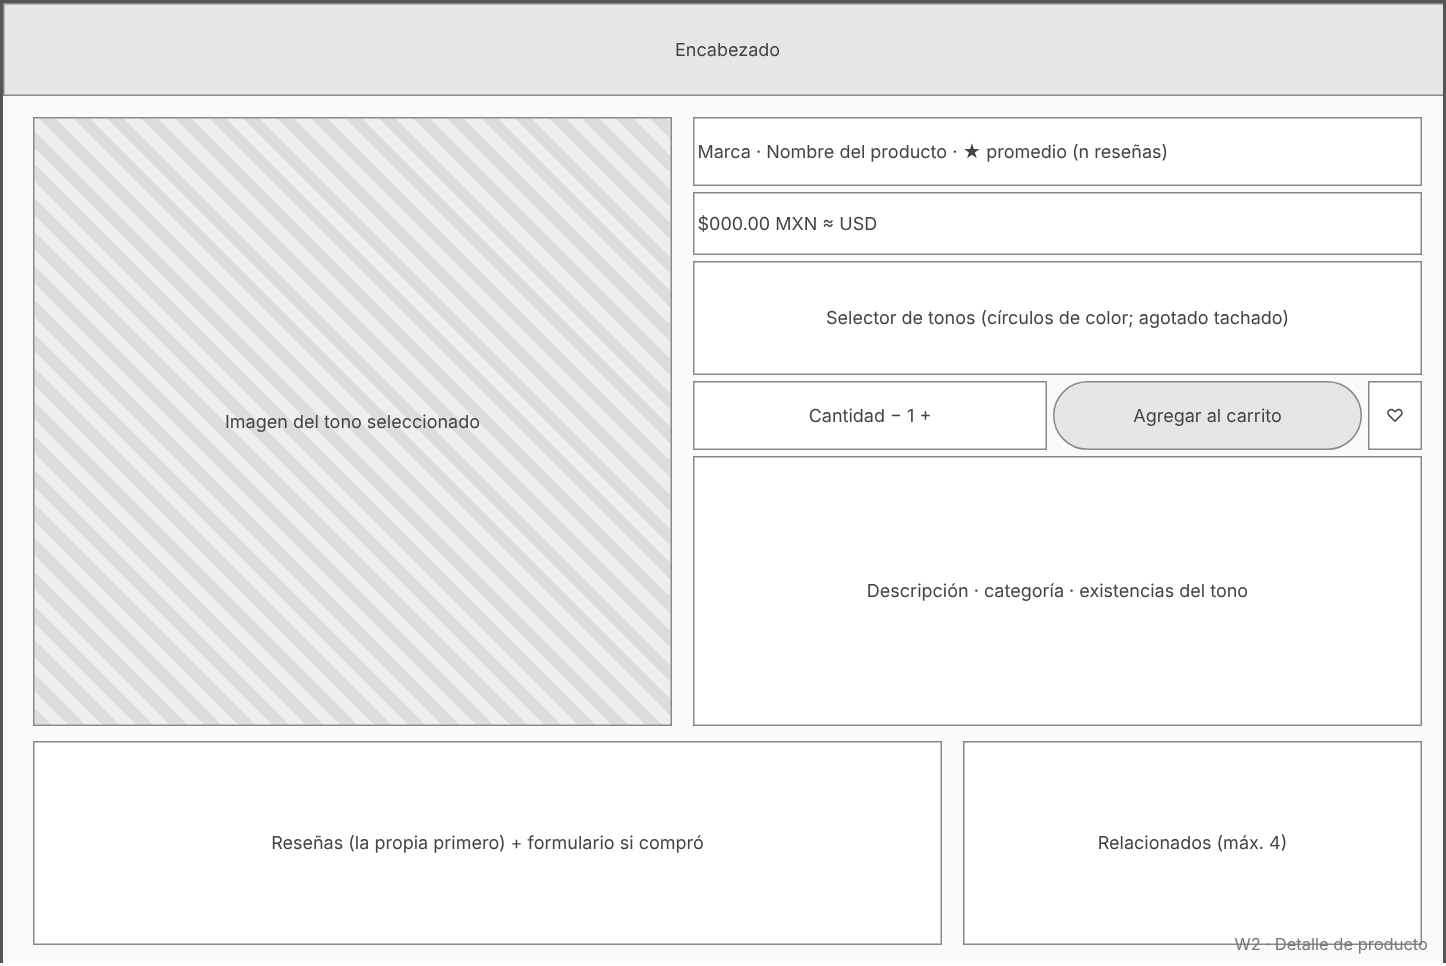 Encabezado
Imagen del tono seleccionado
Marca · Nombre del producto · ★ promedio (n reseñas)
$000.00 MXN ≈ USD
Selector de tonos (círculos de color; agotado tachado)
Cantidad − 1 +
Agregar al carrito
♡
Descripción · categoría · existencias del tono
Reseñas (la propia primero) + formulario si compró
Relacionados (máx. 4)
W2 · Detalle de producto